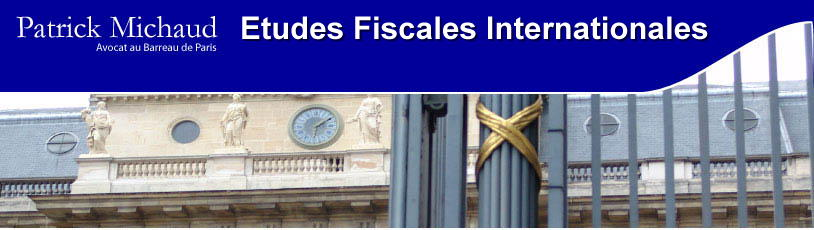 Patrick Michaud
Avocat au Barreau de Paris
Etudes Fiscales Internationales